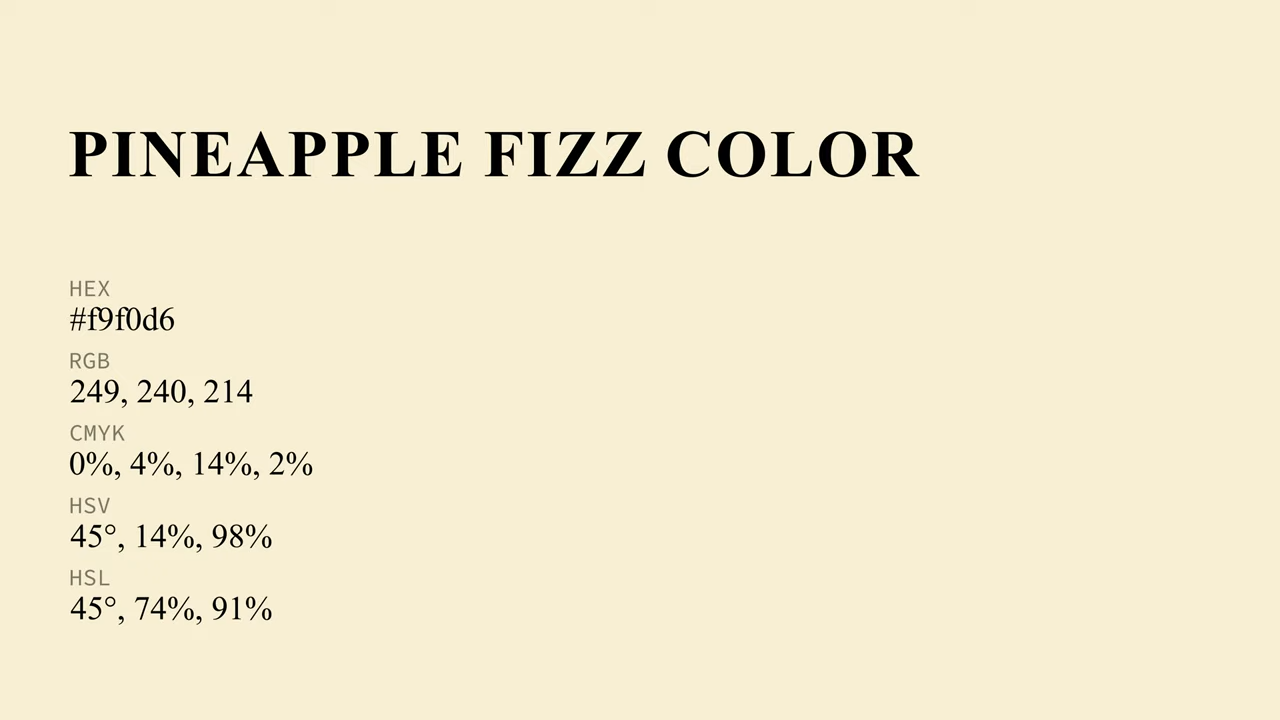 PINEAPPLE FIZZ COLOR
HEX
#f9f0d6
RGB
249, 240, 214
CMYK
0%, 4%, 14%, 2%
HSV
45°, 14%, 98%
HSL
45°, 74%, 91%